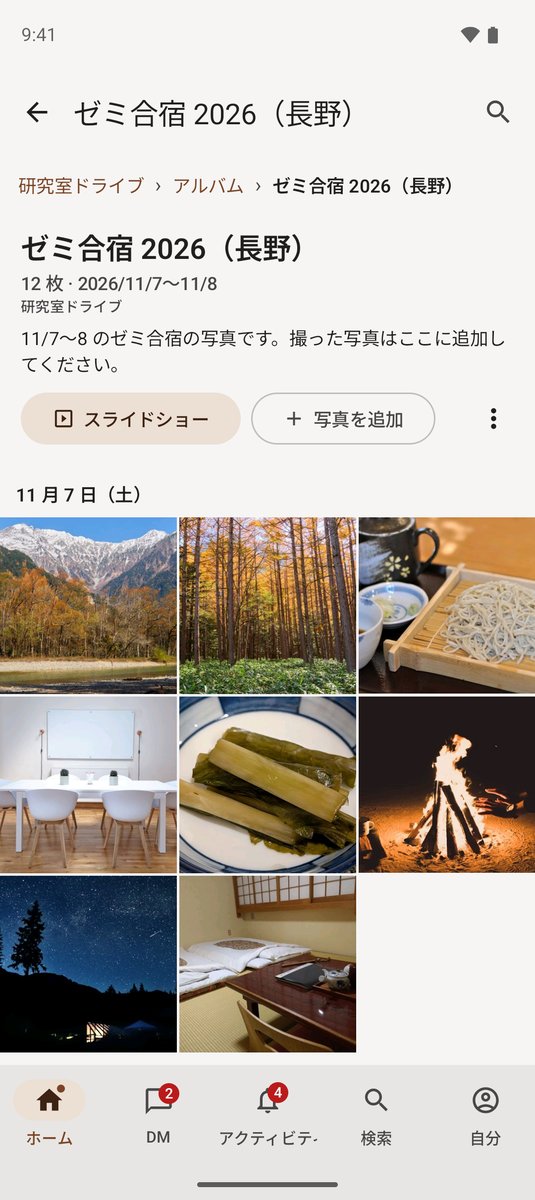 9:41
ゼミ合宿 2026（長野）
研究室ドライブ › アルバム › ゼミ合宿 2026（長野）
ゼミ合宿 2026（長野）
12 枚 · 2026/11/7〜11/8
研究室ドライブ
11/7〜8 のゼミ合宿の写真です。撮った写真はここに追加し
てください。
スライドショー
写真を追加
11 月 7 日（土）
2
4
ホーム
DM
アクティビティ
検索
自分